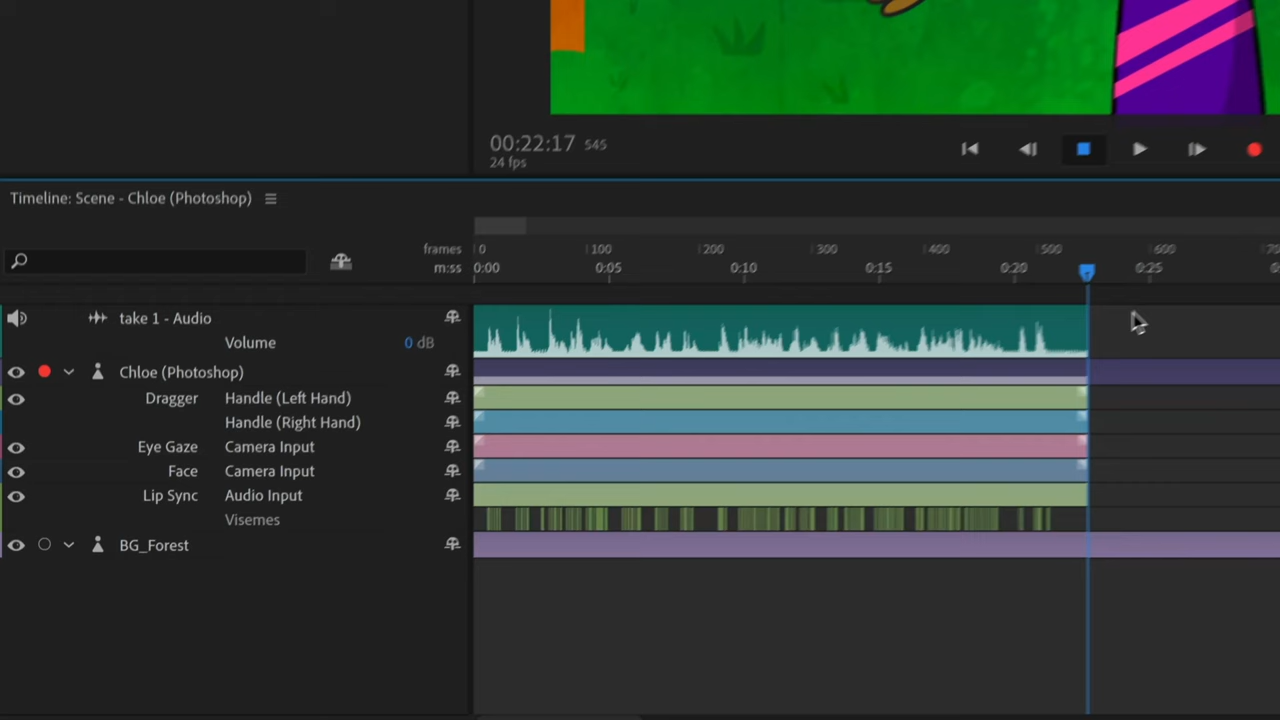 00:22:17 545
24 fps
Timeline: Scene - Chloe (Photoshop)
frames 0 100 200 300 400 500 600
m:ss 0:00 0:05 0:10 0:15 0:20 0:25
take 1 - Audio
Volume 0 dB
Chloe (Photoshop)
Dragger Handle (Left Hand)
Handle (Right Hand)
Eye Gaze Camera Input
Face Camera Input
Lip Sync Audio Input
Visemes
BG_Forest